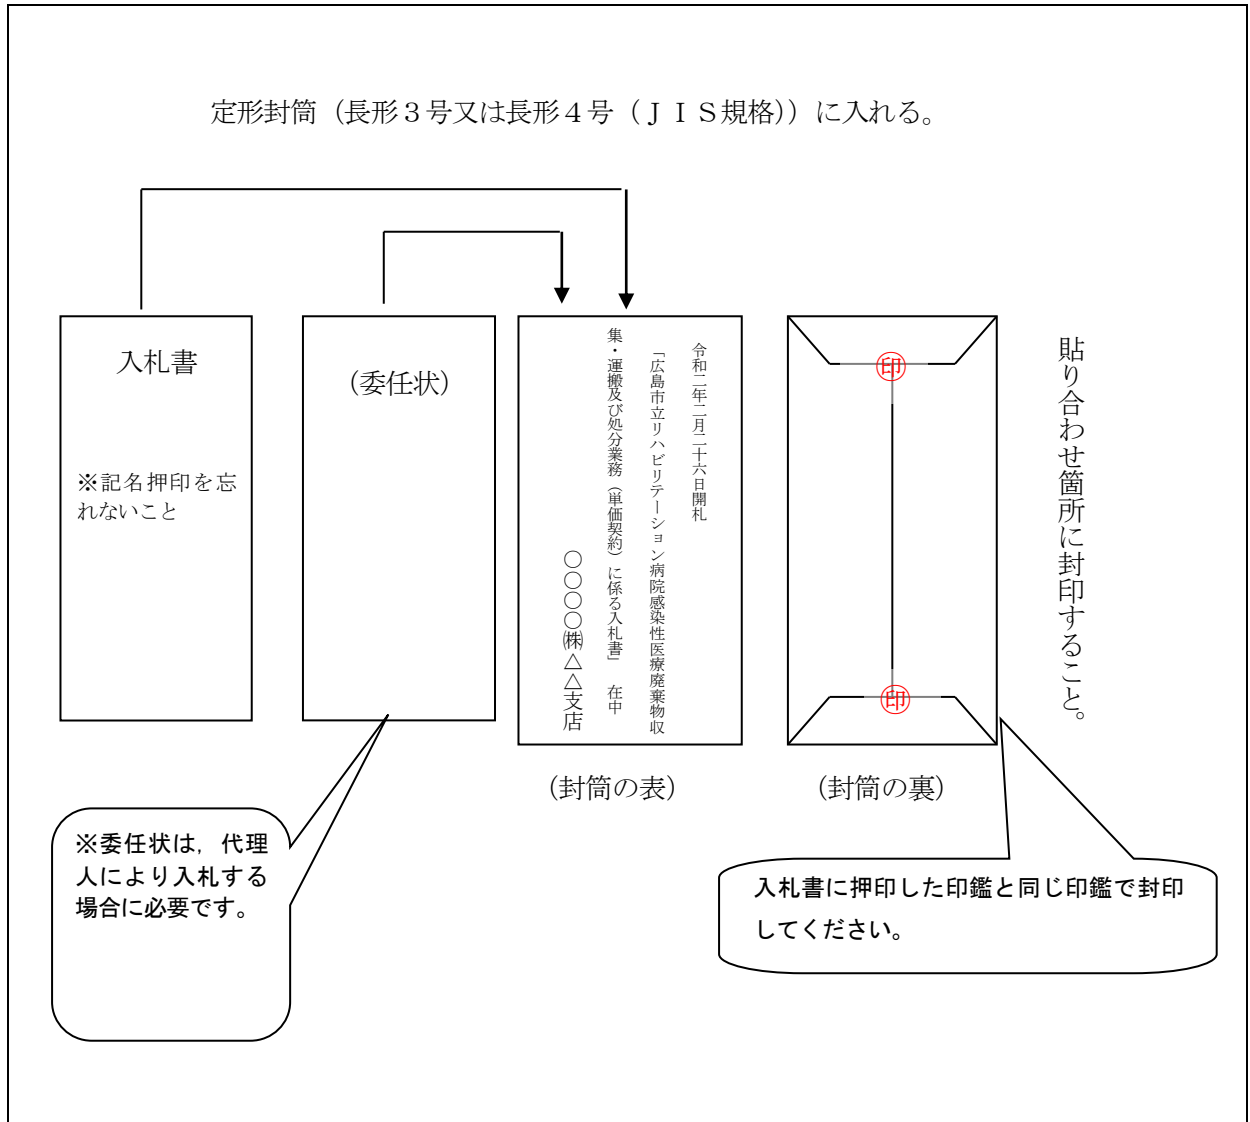 定形封筒（長形３号又は長形４号（ＪＩＳ規格））に入れる。
入札書
※記名押印を忘
れないこと
（委任状）
令和二年二月二十六日開札
「広島市立リハビリテーション病院感染性医療廃棄物収
集・運搬及び処分業務（単価契約）に係る入札書」　在中
〇〇〇〇㈱△△支店
印
印
貼り合わせ箇所に封印すること。
（封筒の表）
（封筒の裏）
※委任状は，代理
人により入札する
場合に必要です。
入札書に押印した印鑑と同じ印鑑で封印
してください。